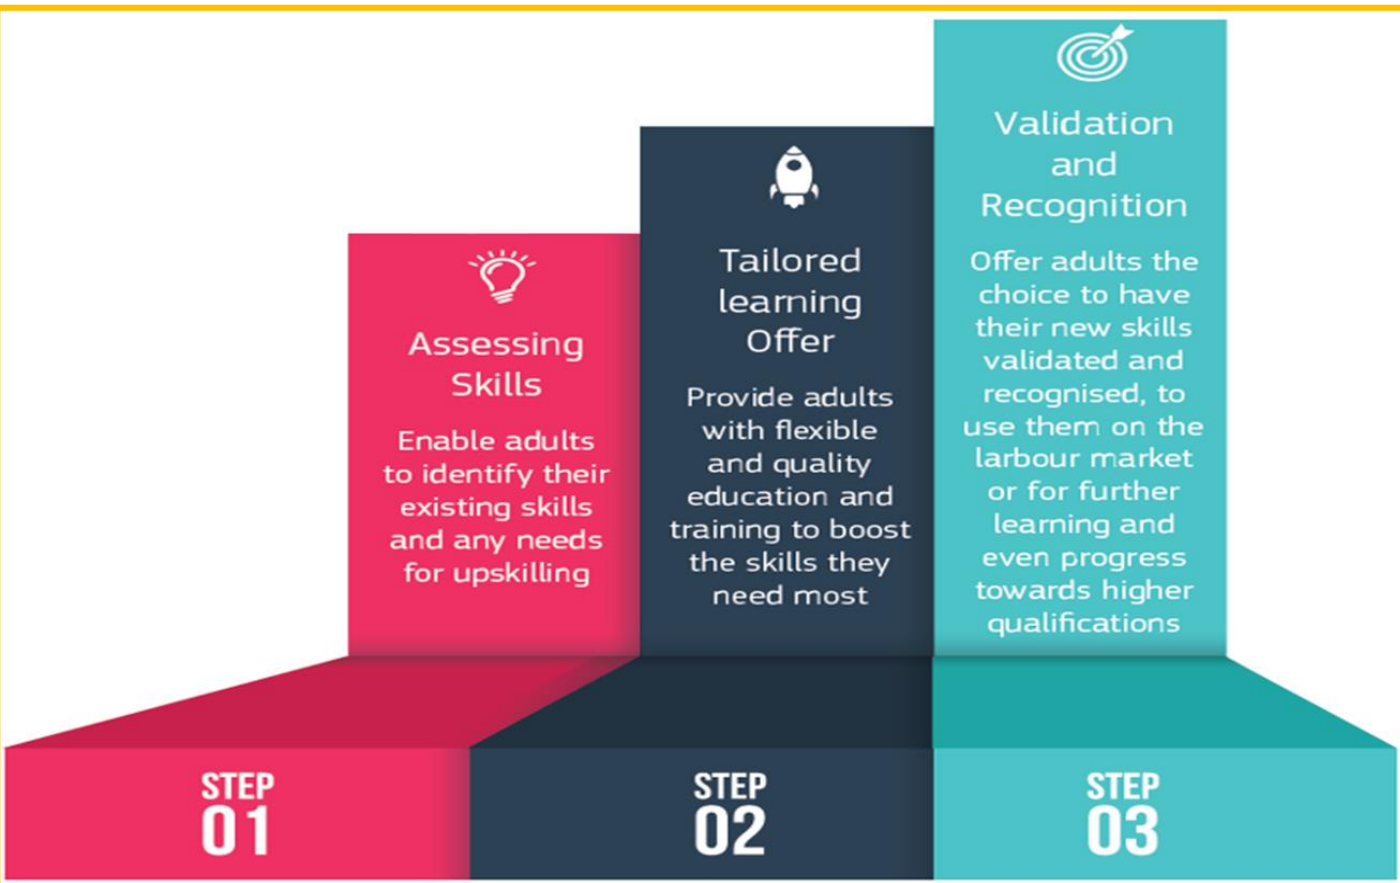 Assessing
Skills
Enable adults
to identify their
existing skills
and any needs
for upskilling
STEP
01
Tailored
learning
Offer
Provide adults
with flexible
and quality
education and
training to boost
the skills they
need most
STEP
02
Validation
and
Recognition
Offer adults the
choice to have
their new skills
validated and
recognised, to
use them on the
larbour market
or for further
learning and
even progress
towards higher
qualifications
STEP
03